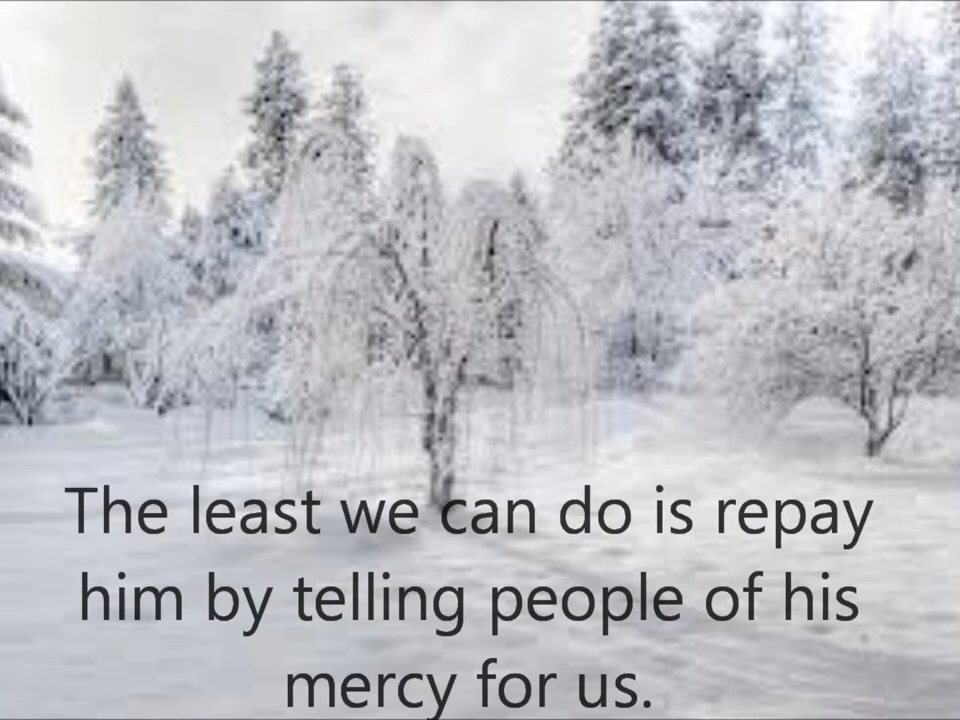 The least we can do is repay
him by telling people of his
mercy for us.